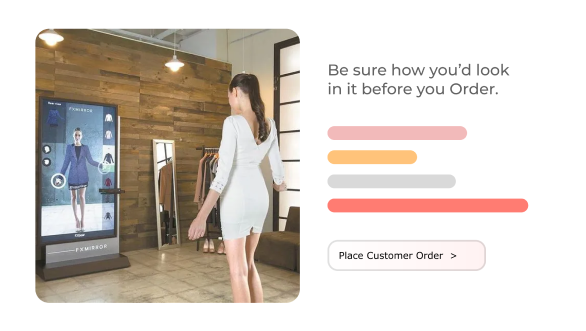 FXMIRROR
FXMIRROR
Be sure how you'd look
in it before you Order.
Place Customer Order >